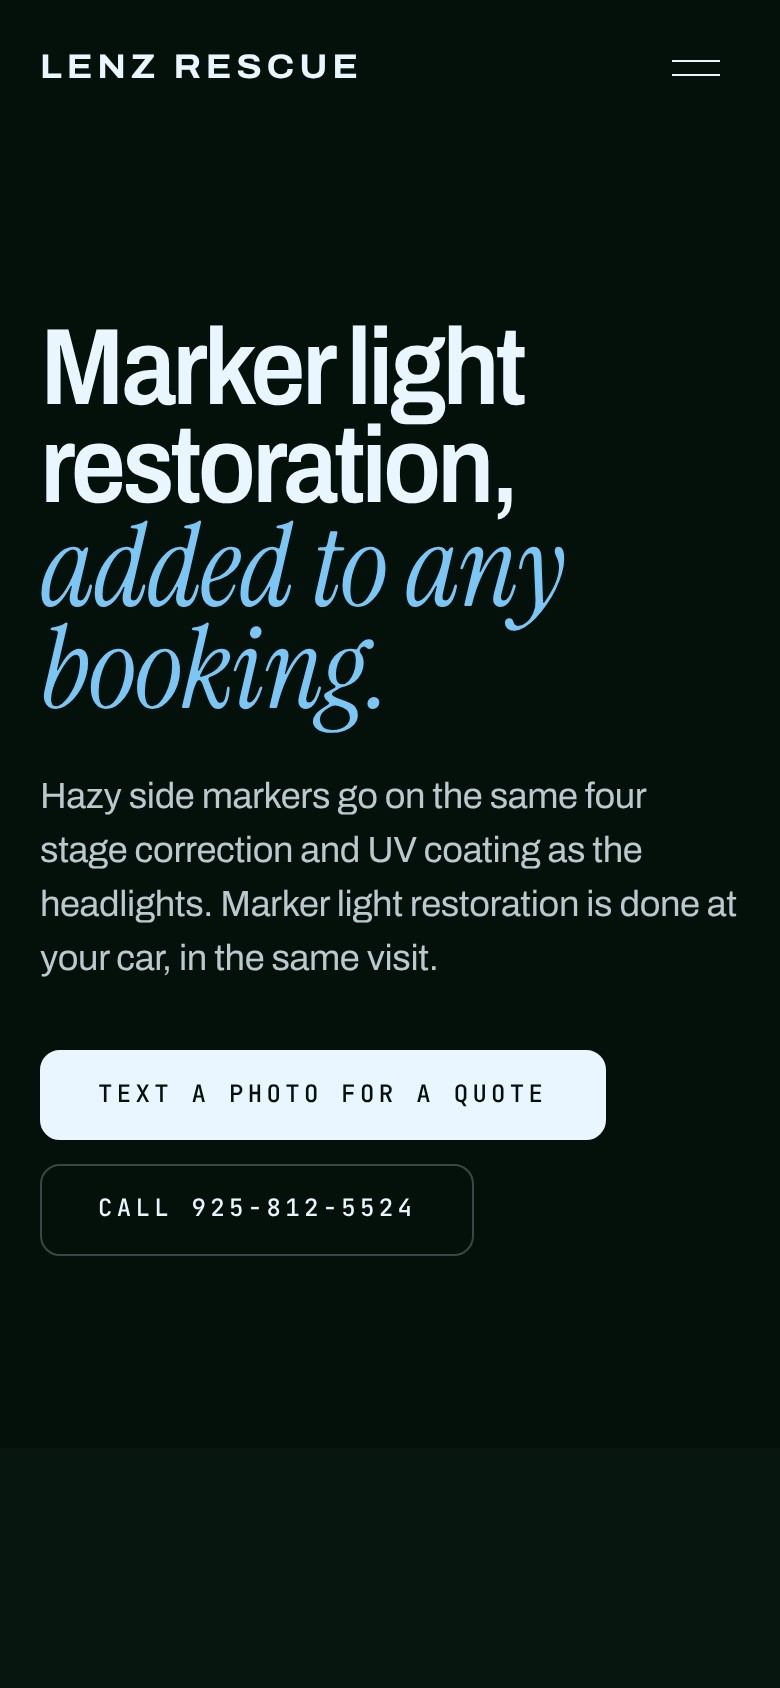 LENZ RESCUE
Marker light
restoration,
added to any
booking.
Hazy side markers go on the same four
stage correction and UV coating as the
headlights. Marker light restoration is done at
your car, in the same visit.
TEXT A PHOTO FOR A QUOTE
CALL 925-812-5524